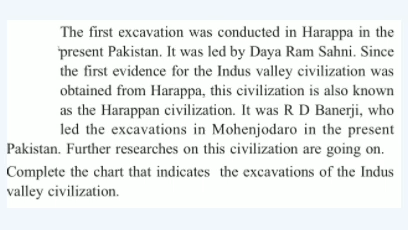 The first excavation was conducted in Harappa in the
present Pakistan. It was led by Daya Ram Sahni. Since
the first evidence for the Indus valley civilization was
obtained from Harappa, this civilization is also known
as the Harappan civilization. It was R D Banerji, who
led the excavations in Mohenjodaro in the present
Pakistan. Further researches on this civilization are going on.
Complete the chart that indicates the excavations of the Indus
valley civilization.